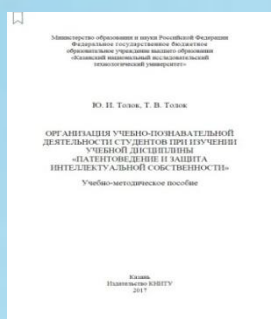 Министерство образования и науки Российской Федерации
Федеральное государственное бюджетное
образовательное учреждение высшего образования
«Казанский национальный исследовательский
технологический университет»
Ю. И. Толок, Т. В. Толок
ОРГАНИЗАЦИЯ УЧЕБНО-ПОЗНАВАТЕЛЬНОЙ
ДЕЯТЕЛЬНОСТИ СТУДЕНТОВ ПРИ ИЗУЧЕНИИ
УЧЕБНОЙ ДИСЦИПЛИНЫ
«ПАТЕНТОВЕДЕНИЕ И ЗАЩИТА
ИНТЕЛЛЕКТУАЛЬНОЙ СОБСТВЕННОСТИ»
Учебно-методическое пособие
Казань
Издательство КНИТУ
2017